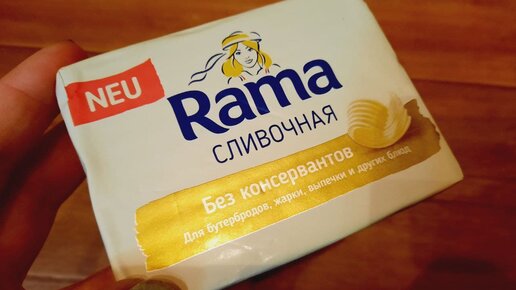 NEU
Rama
СЛИВОЧНАЯ
Без консервантов
Для бутербродов, жарки, выпечки и других блюд